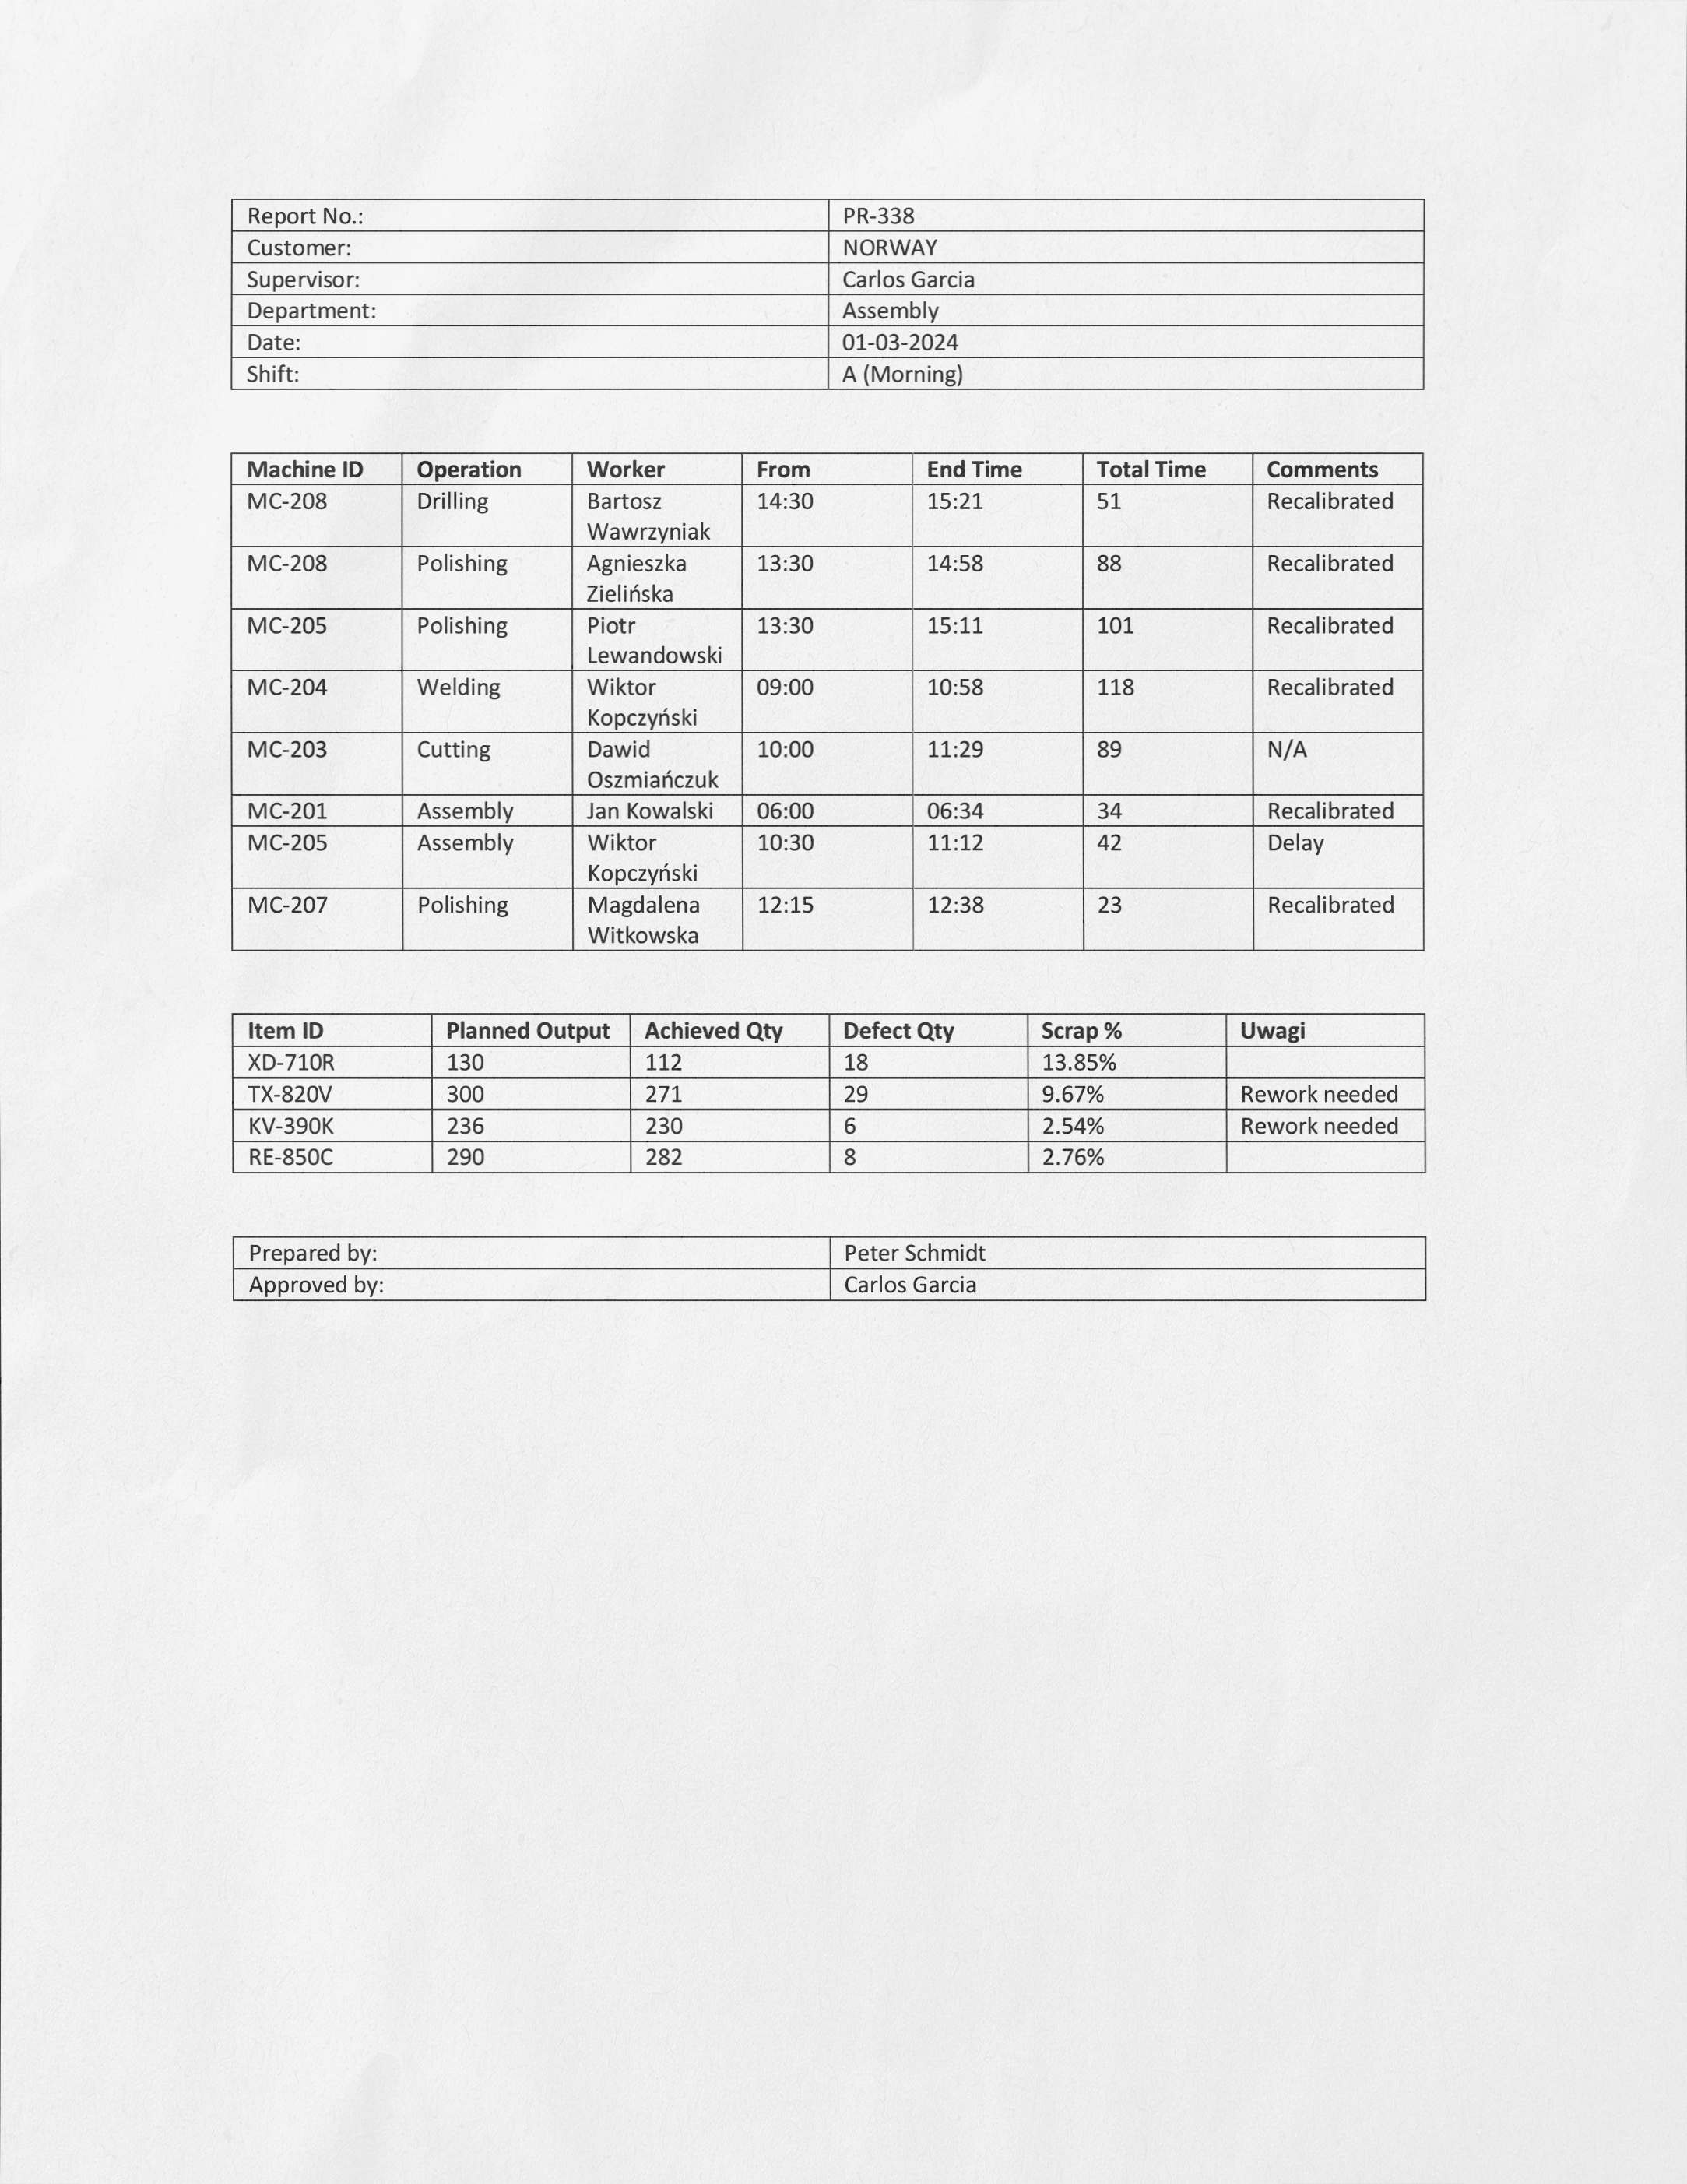 Report No.: PR-338
Customer: NORWAY
Supervisor: Carlos Garcia
Department: Assembly
Date: 01-03-2024
Shift: A (Morning)
Machine ID Operation Worker From End Time Total Time Comments
MC-208 Drilling Bartosz 14:30 15:21 51 Recalibrated
Wawrzyniak
MC-208 Polishing Agnieszka 13:30 14:58 88 Recalibrated
Zielińska
MC-205 Polishing Piotr 13:30 15:11 101 Recalibrated
Lewandowski
MC-204 Welding Wiktor 09:00 10:58 118 Recalibrated
Kopczyński
MC-203 Cutting Dawid 10:00 11:29 89 N/A
Oszmiańczuk
MC-201 Assembly Jan Kowalski 06:00 06:34 34 Recalibrated
MC-205 Assembly Wiktor 10:30 11:12 42 Delay
Kopczyński
MC-207 Polishing Magdalena 12:15 12:38 23 Recalibrated
Witkowska
Item ID Planned Output Achieved Qty Defect Qty Scrap % Uwagi
XD-710R 130 112 18 13.85%
TX-820V 300 271 29 9.67% Rework needed
KV-390K 236 230 6 2.54% Rework needed
RE-850C 290 282 8 2.76%
Prepared by: Peter Schmidt
Approved by: Carlos Garcia